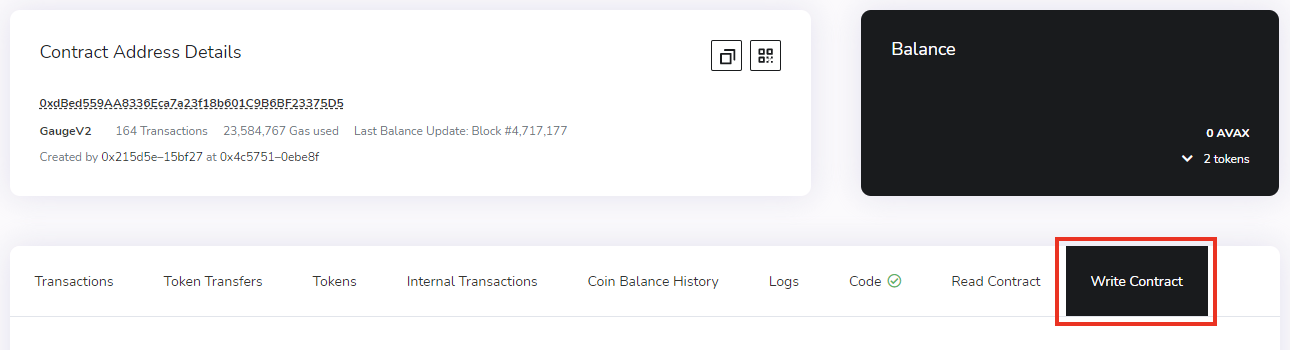 Contract Address Details
Balance
0xdBed559AA8336Eca7a23f18b601C9B6BF23375D5
GaugeV2 164 Transactions 23,584,767 Gas used Last Balance Update: Block #4,717,177
0 AVAX
Created by 0x215d5e–15bf27 at 0x4c5751–0ebe8f
2 tokens
Transactions Token Transfers Tokens Internal Transactions Coin Balance History Logs Code Read Contract Write Contract